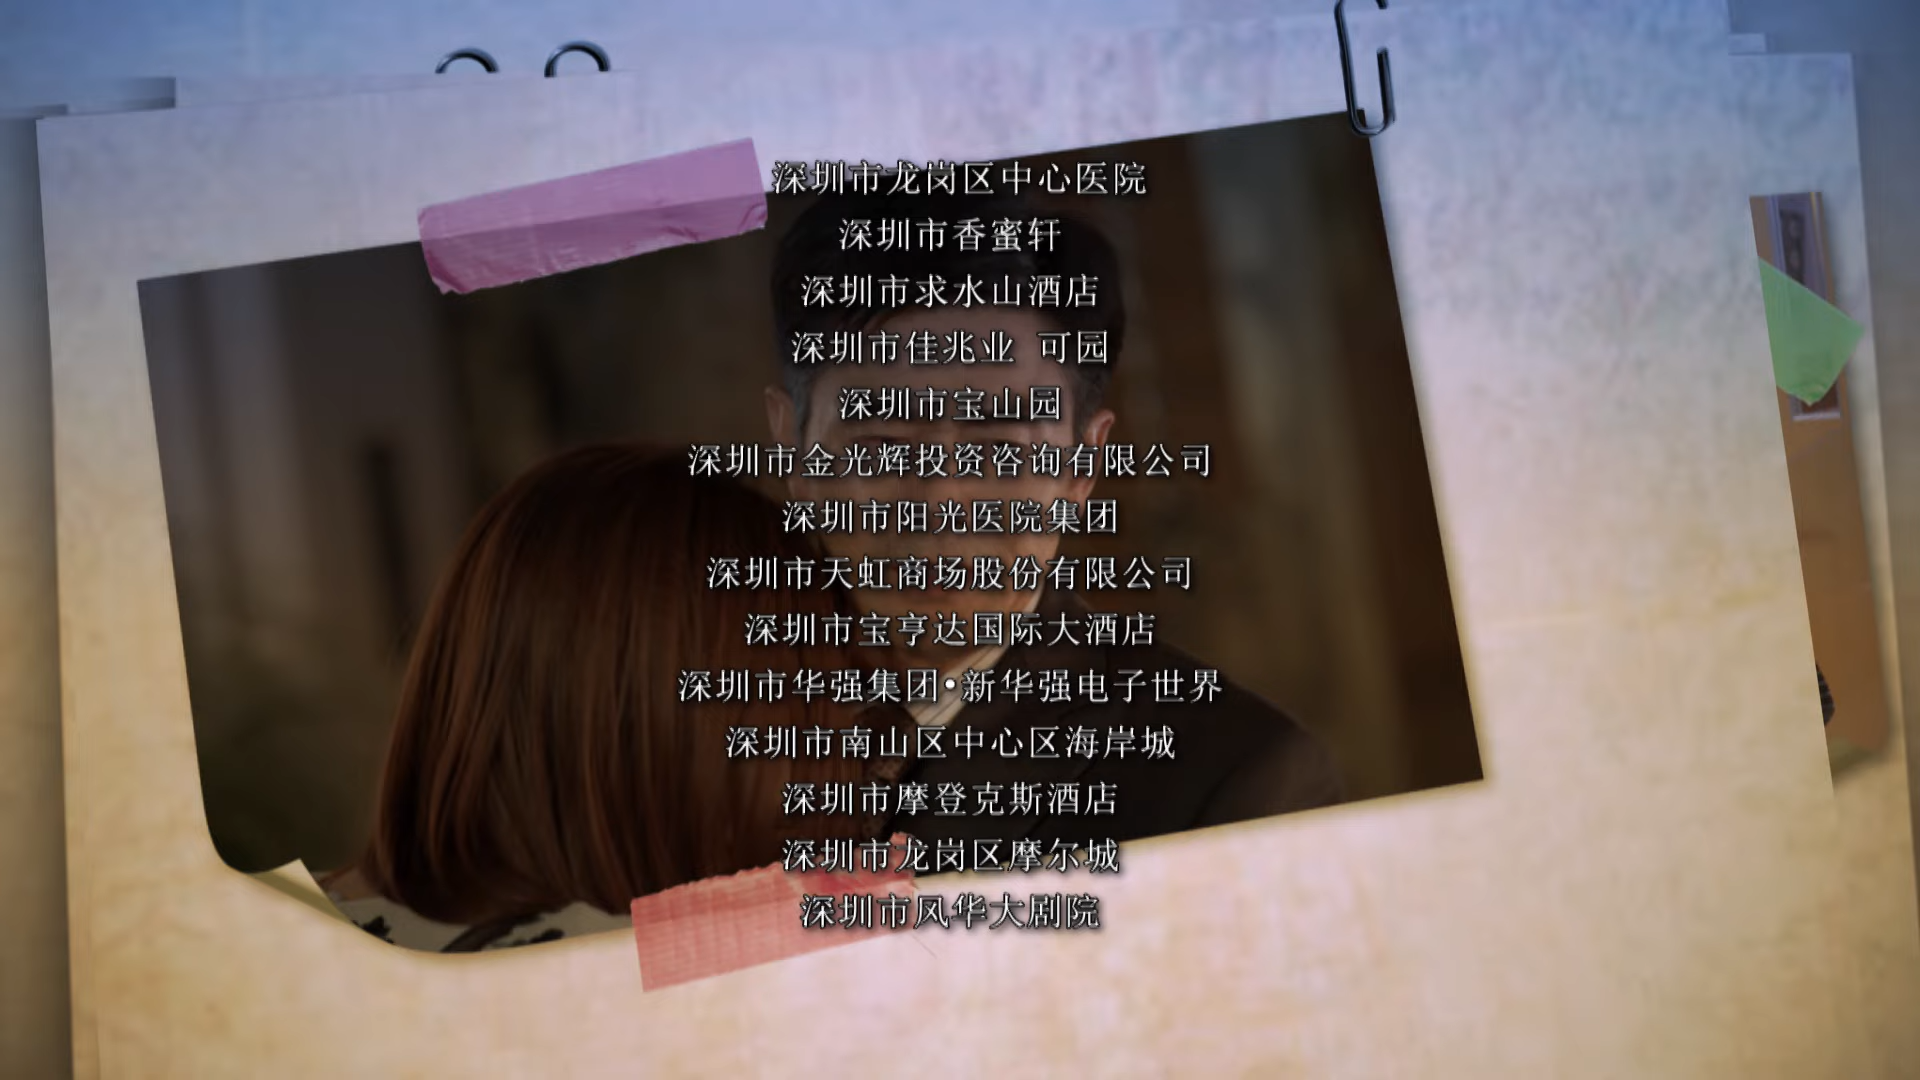 深圳市龙岗区中心医院
深圳市香蜜轩
深圳市求水山酒店
深圳市佳兆业 可园
深圳市宝山园
深圳市金光辉投资咨询有限公司
深圳市阳光医院集团
深圳市天虹商场股份有限公司
深圳市宝亨达国际大酒店
深圳市华强集团•新华强电子世界
深圳市南山区中心区海岸城
深圳市摩登克斯酒店
深圳市龙岗区摩尔城
深圳市风华大剧院